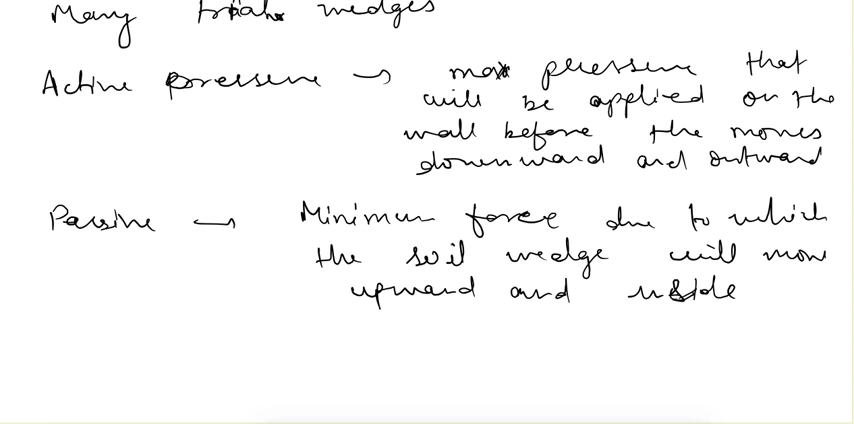 Many trial wedges
Active pressure → max pressure that
will be applied on the
wall before the moves
downward and outward
Passive → Minimum force due to which
the soil wedge will move
upward and inside